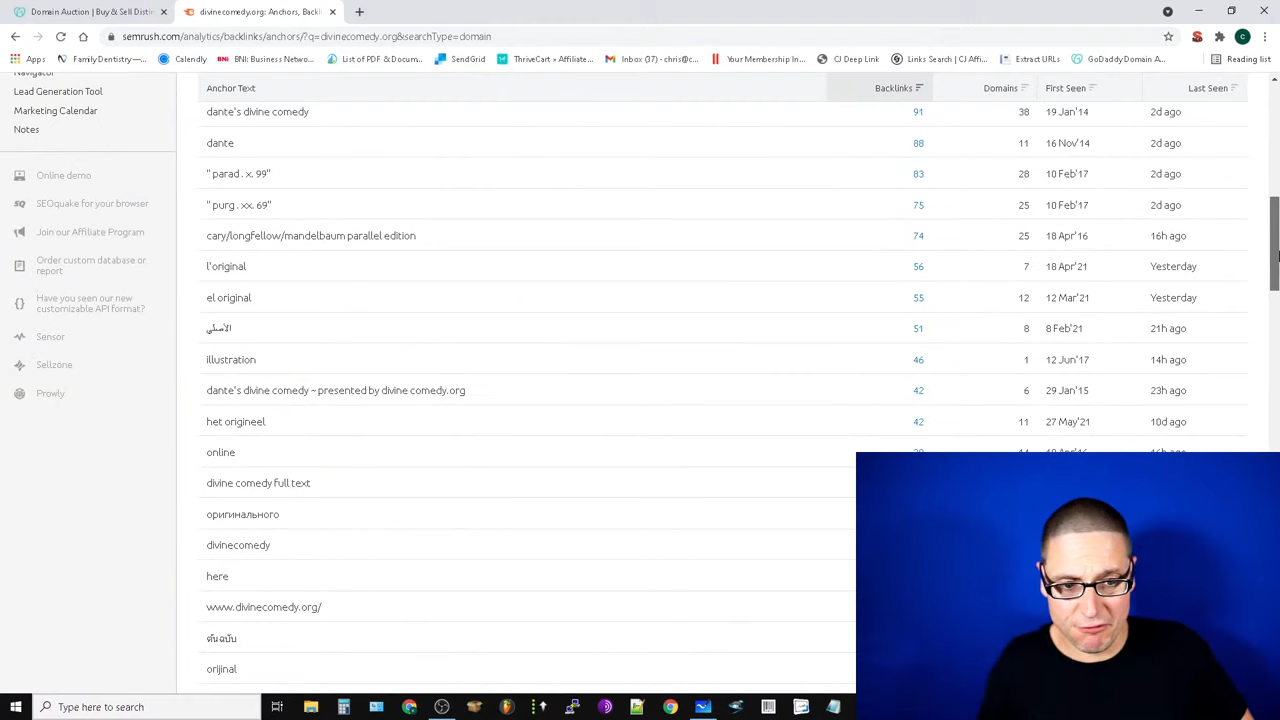 Domain Auction | Buy & Sell Distin
divinecomedy.org: Anchors, Backli
semrush.com/analytics/backlinks/anchors/?q=divinecomedy.org&searchType=domain
Apps
FamilyDentistry—...
Calendly
BNI: Business Netwo...
List of PDF & Docum...
SendGrid
ThriveCart » Affiliate...
Inbox (37) - chris@c...
Your Membership In...
CJ Deep Link
Links Search | CJ Affi...
Extract URLs
GoDaddy Domain A...
Reading list
Navigator
Lead Generation Tool
Marketing Calendar
Notes
Online demo
SEOquake for your browser
Join our Affiliate Program
Order custom database or
report
Have you seen our new
customizable API format?
Sensor
Sellzone
Prowly
Anchor Text Backlinks Domains First Seen Last Seen
dante's divine comedy 91 38 19 Jan'14 2d ago
dante 88 11 16 Nov'14 2d ago
" parad . x. 99" 83 28 10 Feb'17 2d ago
" purg . xx. 69" 75 25 10 Feb'17 2d ago
cary/longfellow/mandelbaum parallel edition 74 25 18 Apr'16 16h ago
l'original 56 7 18 Apr'21 Yesterday
el original 55 12 12 Mar'21 Yesterday
الأصلي 51 8 8 Feb'21 21h ago
illustration 46 1 12 Jun'17 14h ago
dante's divine comedy ~ presented by divine comedy.org 42 6 29 Jan'15 23h ago
het origineel 42 11 27 May'21 10d ago
online
divine comedy full text
оригинального
divinecomedy
here
www.divinecomedy.org/
ต้นฉบับ
orijinal
Type here to search